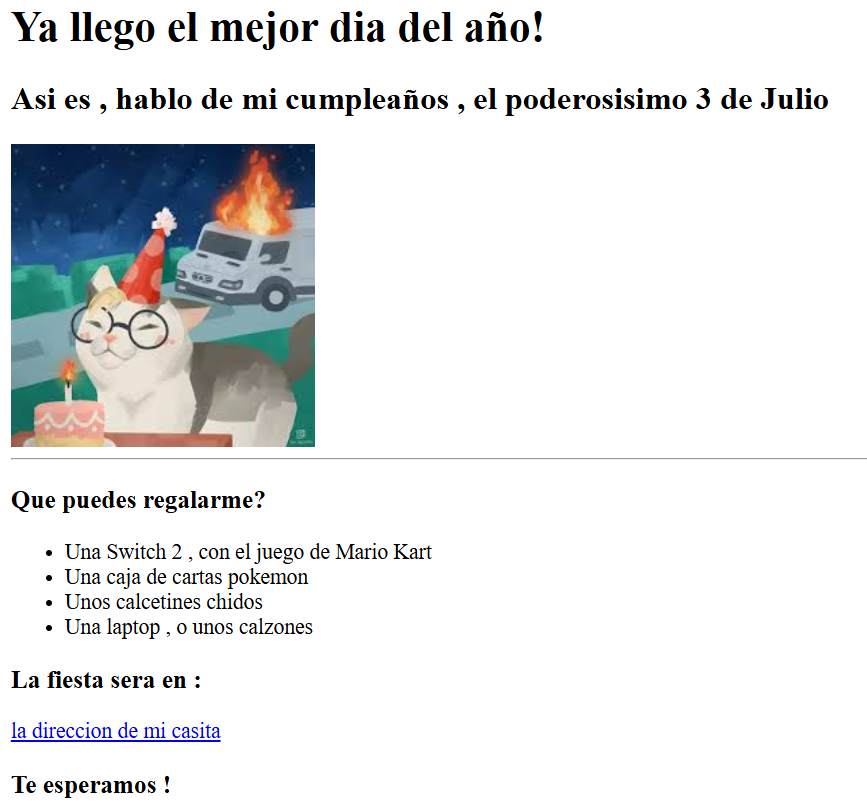 Ya llego el mejor dia del año!
Asi es , hablo de mi cumpleaños , el poderosisimo 3 de Julio
Que puedes regalarme?
Una Switch 2 , con el juego de Mario Kart
Una caja de cartas pokemon
Unos calcetines chidos
Una laptop , o unos calzones
La fiesta sera en :
la direccion de mi casita
Te esperamos !